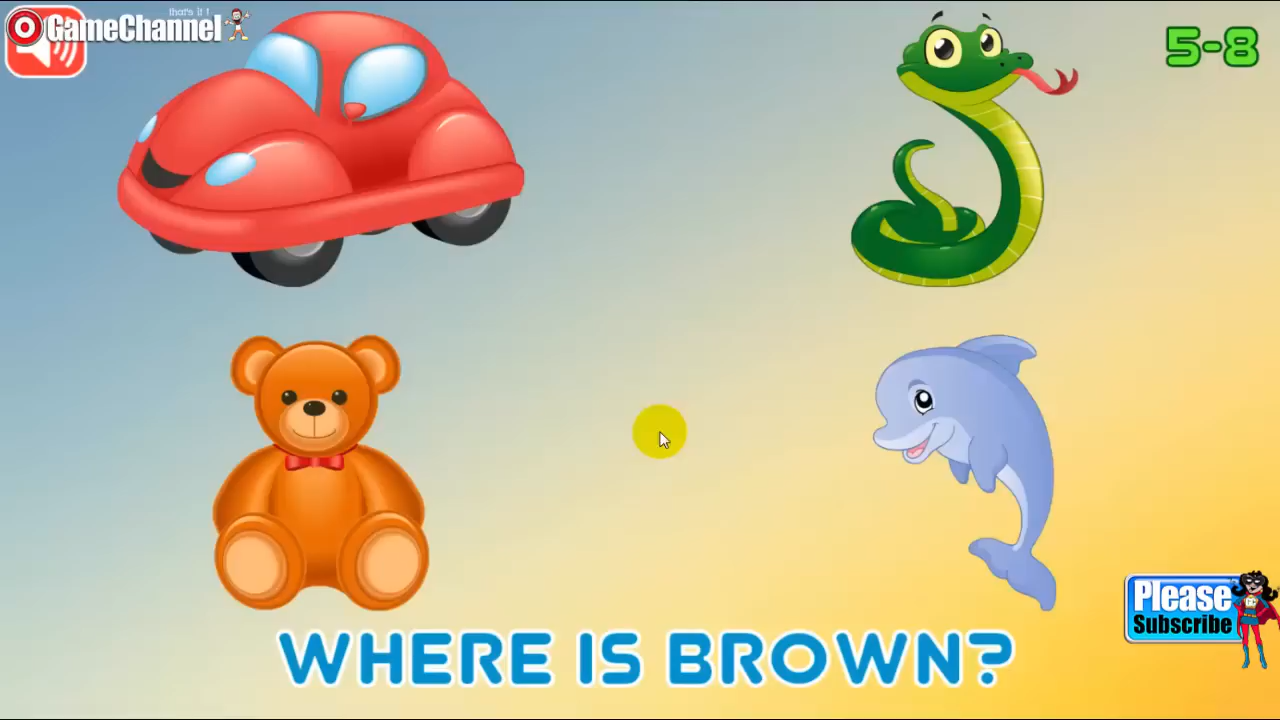 that's it !
GameChannel
5-8
Please
Subscribe
WHERE IS BROWN?